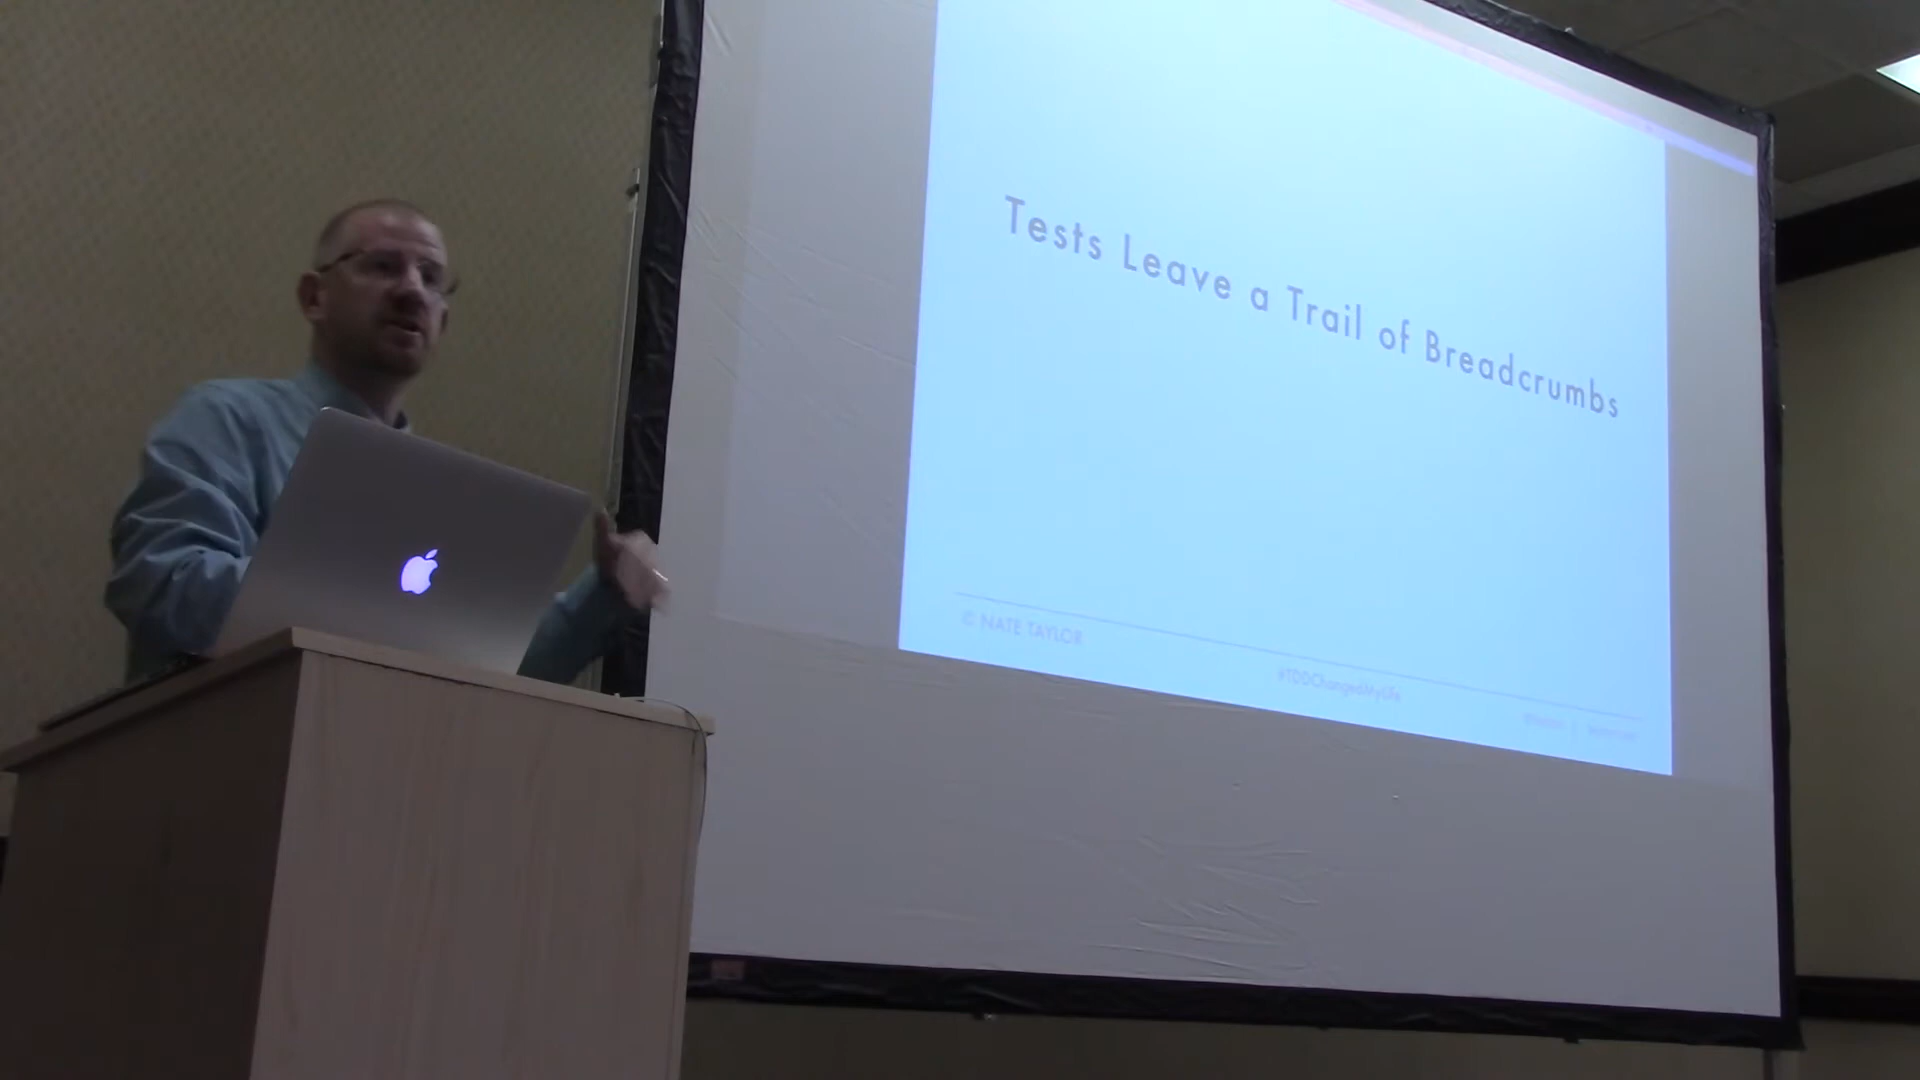 Tests Leave a Trail of Breadcrumbs
© NATE TAYLOR
#TDDChangedMyLife